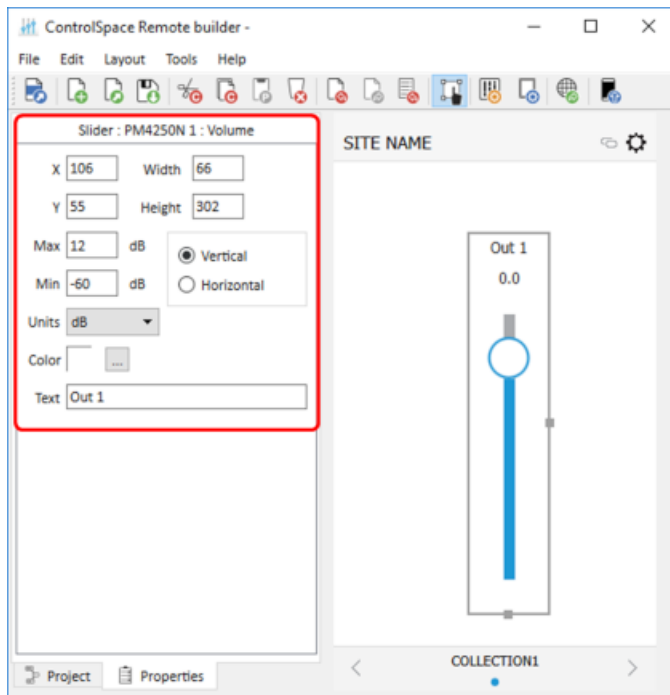 ControlSpace Remote builder -
File Edit Layout Tools Help
Slider : PM4250N 1 : Volume
X 106 Width 66
Y 55 Height 302
Max 12 dB
Vertical
Min -60 dB
Horizontal
Units dB
Color ...
Text Out 1
Project Properties
SITE NAME
Out 1
0.0
COLLECTION1